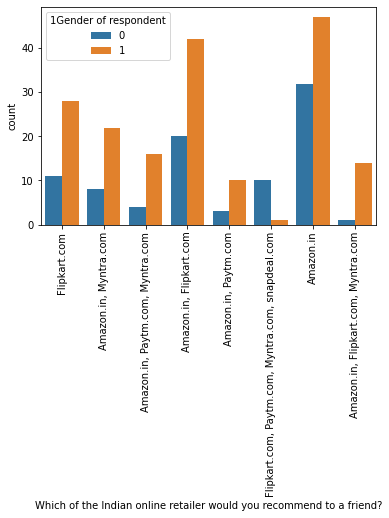 1Gender of respondent
0
1
count
40
30
20
10
0
Flipkart.com
Amazon.in, Myntra.com
Amazon.in, Paytm.com, Myntra.com
Amazon.in, Flipkart.com
Amazon.in, Paytm.com
Flipkart.com, Paytm.com, Myntra.com, snapdeal.com
Amazon.in
Amazon.in, Flipkart.com, Myntra.com
Which of the Indian online retailer would you recommend to a friend?